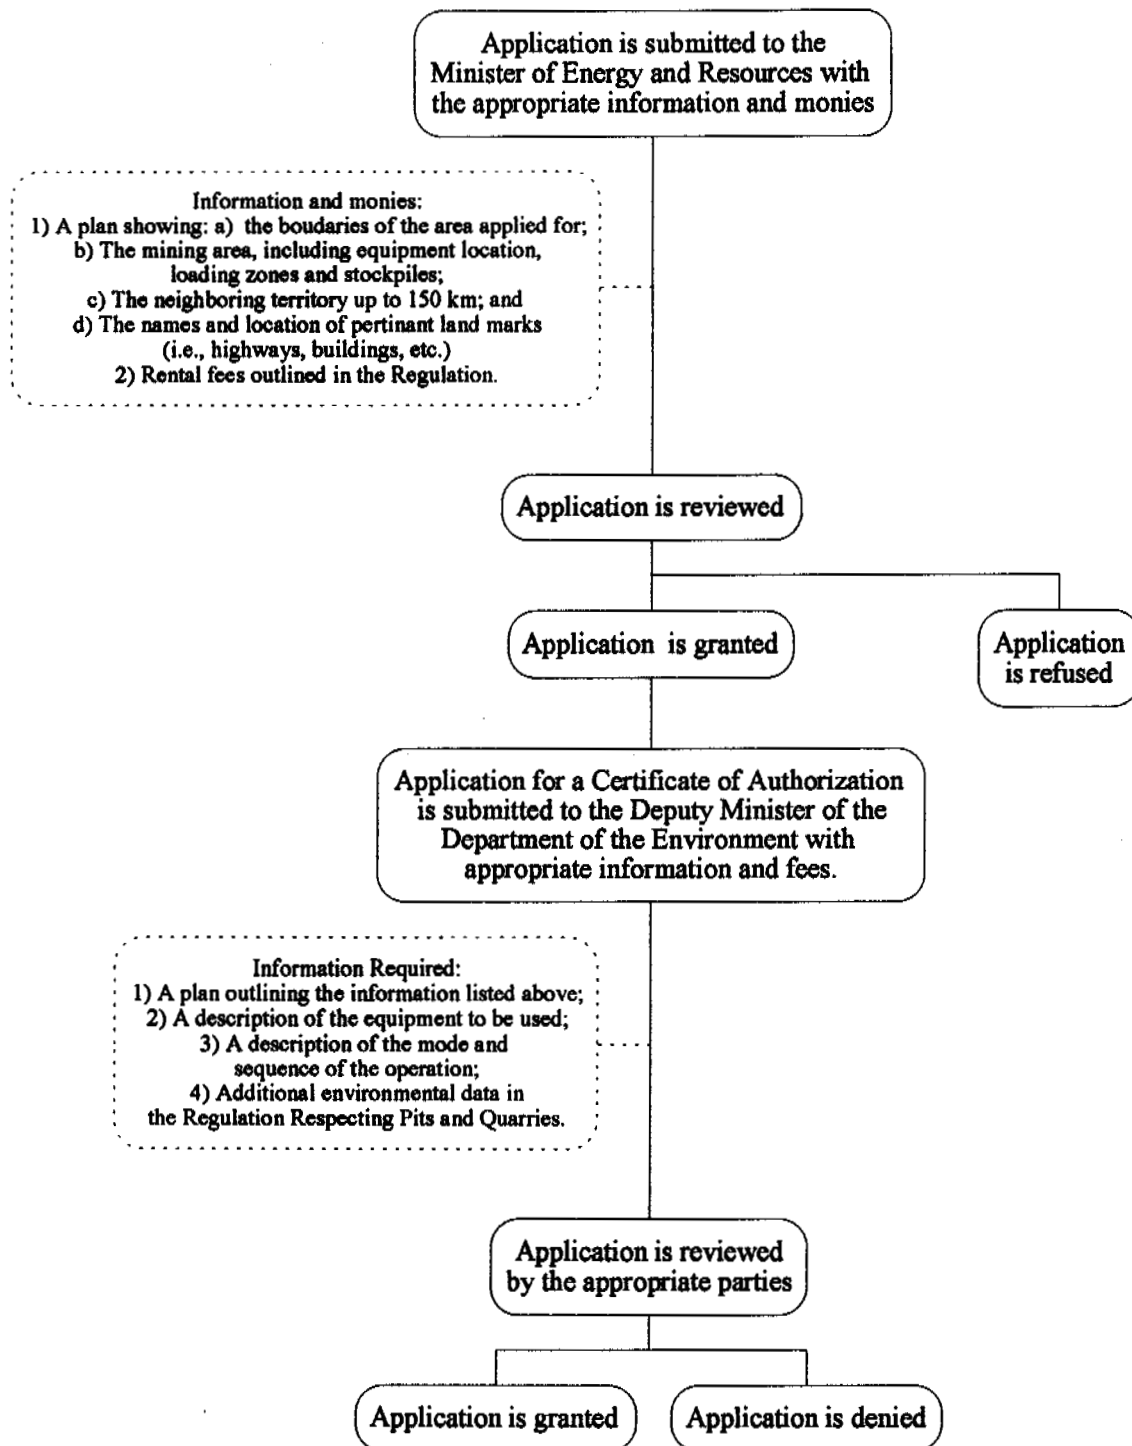 Application is submitted to the
Minister of Energy and Resources with
the appropriate information and monies
Information and monies:
1) A plan showing: a) the boudaries of the area applied for;
b) The mining area, including equipment location,
loading zones and stockpiles;
c) The neighboring territory up to 150 km; and
d) The names and location of pertinant land marks
(i.e., highways, buildings, etc.)
2) Rental fees outlined in the Regulation.
Application is reviewed
Application is granted
Application
is refused
Application for a Certificate of Authorization
is submitted to the Deputy Minister of the
Department of the Environment with
appropriate information and fees.
Information Required:
1) A plan outlining the information listed above;
2) A description of the equipment to be used;
3) A description of the mode and
sequence of the operation;
4) Additional environmental data in
the Regulation Respecting Pits and Quarries.
Application is reviewed
by the appropriate parties
Application is granted
Application is denied